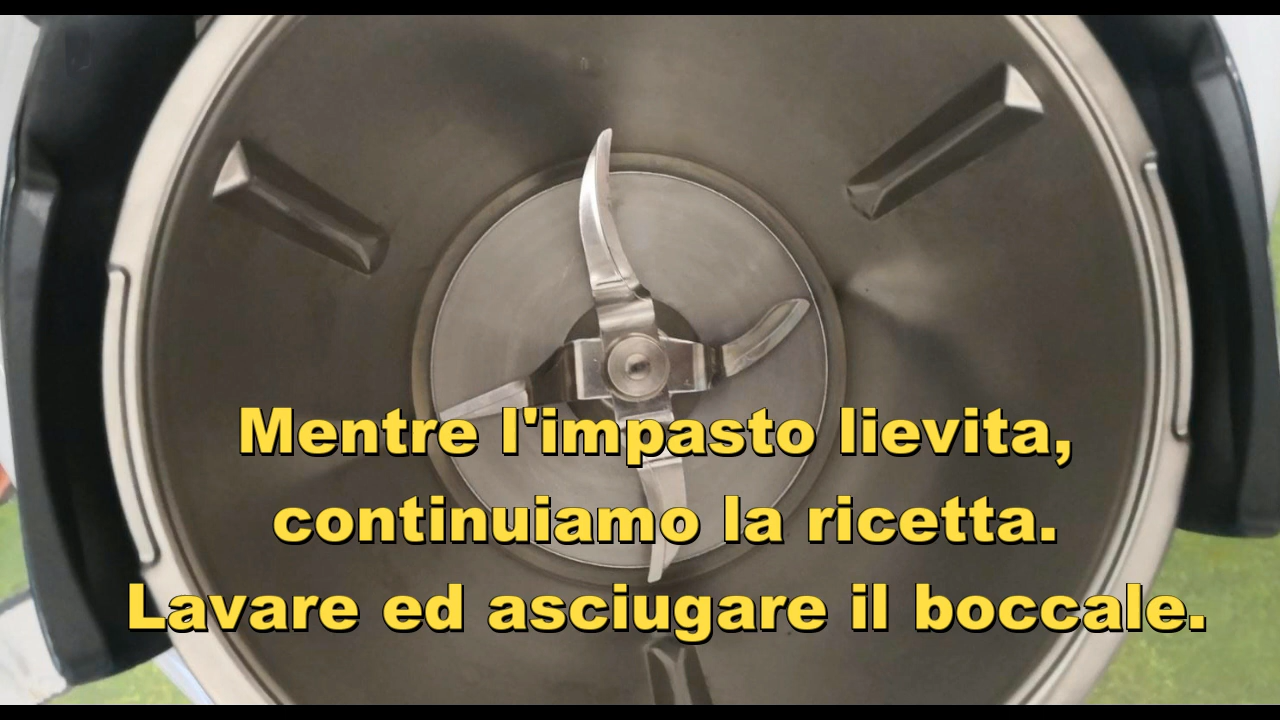 Mentre l'impasto lievita,
continuiamo la ricetta.
Lavare ed asciugare il boccale.